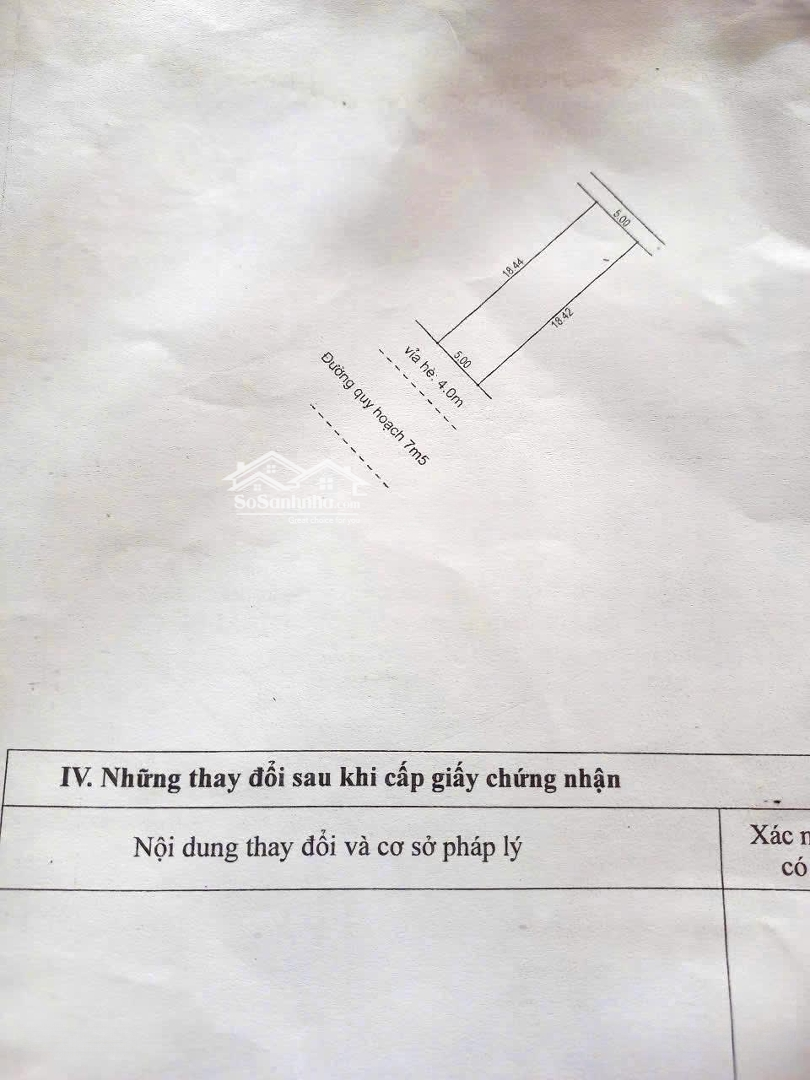 5.00
18.44
18.42
5.00
vỉa hè: 4.0m
Đường quy hoạch 7m5
SoSanhnha.com
IV. Những thay đổi sau khi cấp giấy chứng nhận
Nội dung thay đổi và cơ sở pháp lý
Xác
có